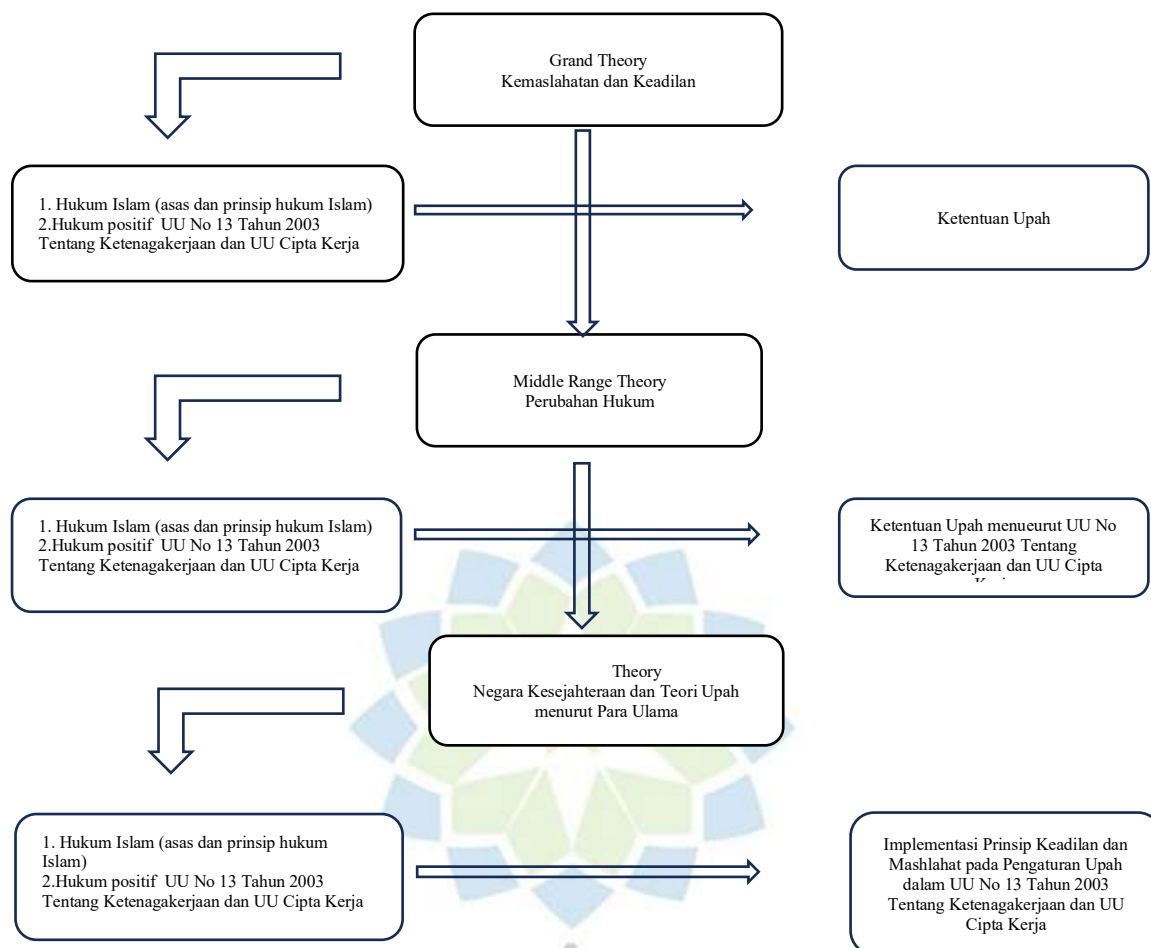 Grand Theory
Kemaslahatan dan Keadilan
1. Hukum Islam (asas dan prinsip hukum Islam)
2.Hukum positif UU No 13 Tahun 2003
Tentang Ketenagakerjaan dan UU Cipta Kerja
Ketentuan Upah
Middle Range Theory
Perubahan Hukum
1. Hukum Islam (asas dan prinsip hukum Islam)
2.Hukum positif UU No 13 Tahun 2003
Tentang Ketenagakerjaan dan UU Cipta Kerja
Ketentuan Upah menueurut UU No
13 Tahun 2003 Tentang
Ketenagakerjaan dan UU Cipta
Theory
Negara Kesejahteraan dan Teori Upah
menurut Para Ulama
1. Hukum Islam (asas dan prinsip hukum
Islam)
2.Hukum positif UU No 13 Tahun 2003
Tentang Ketenagakerjaan dan UU Cipta Kerja
Implementasi Prinsip Keadilan dan
Mashlahat pada Pengaturan Upah
dalam UU No 13 Tahun 2003
Tentang Ketenagakerjaan dan UU
Cipta Kerja